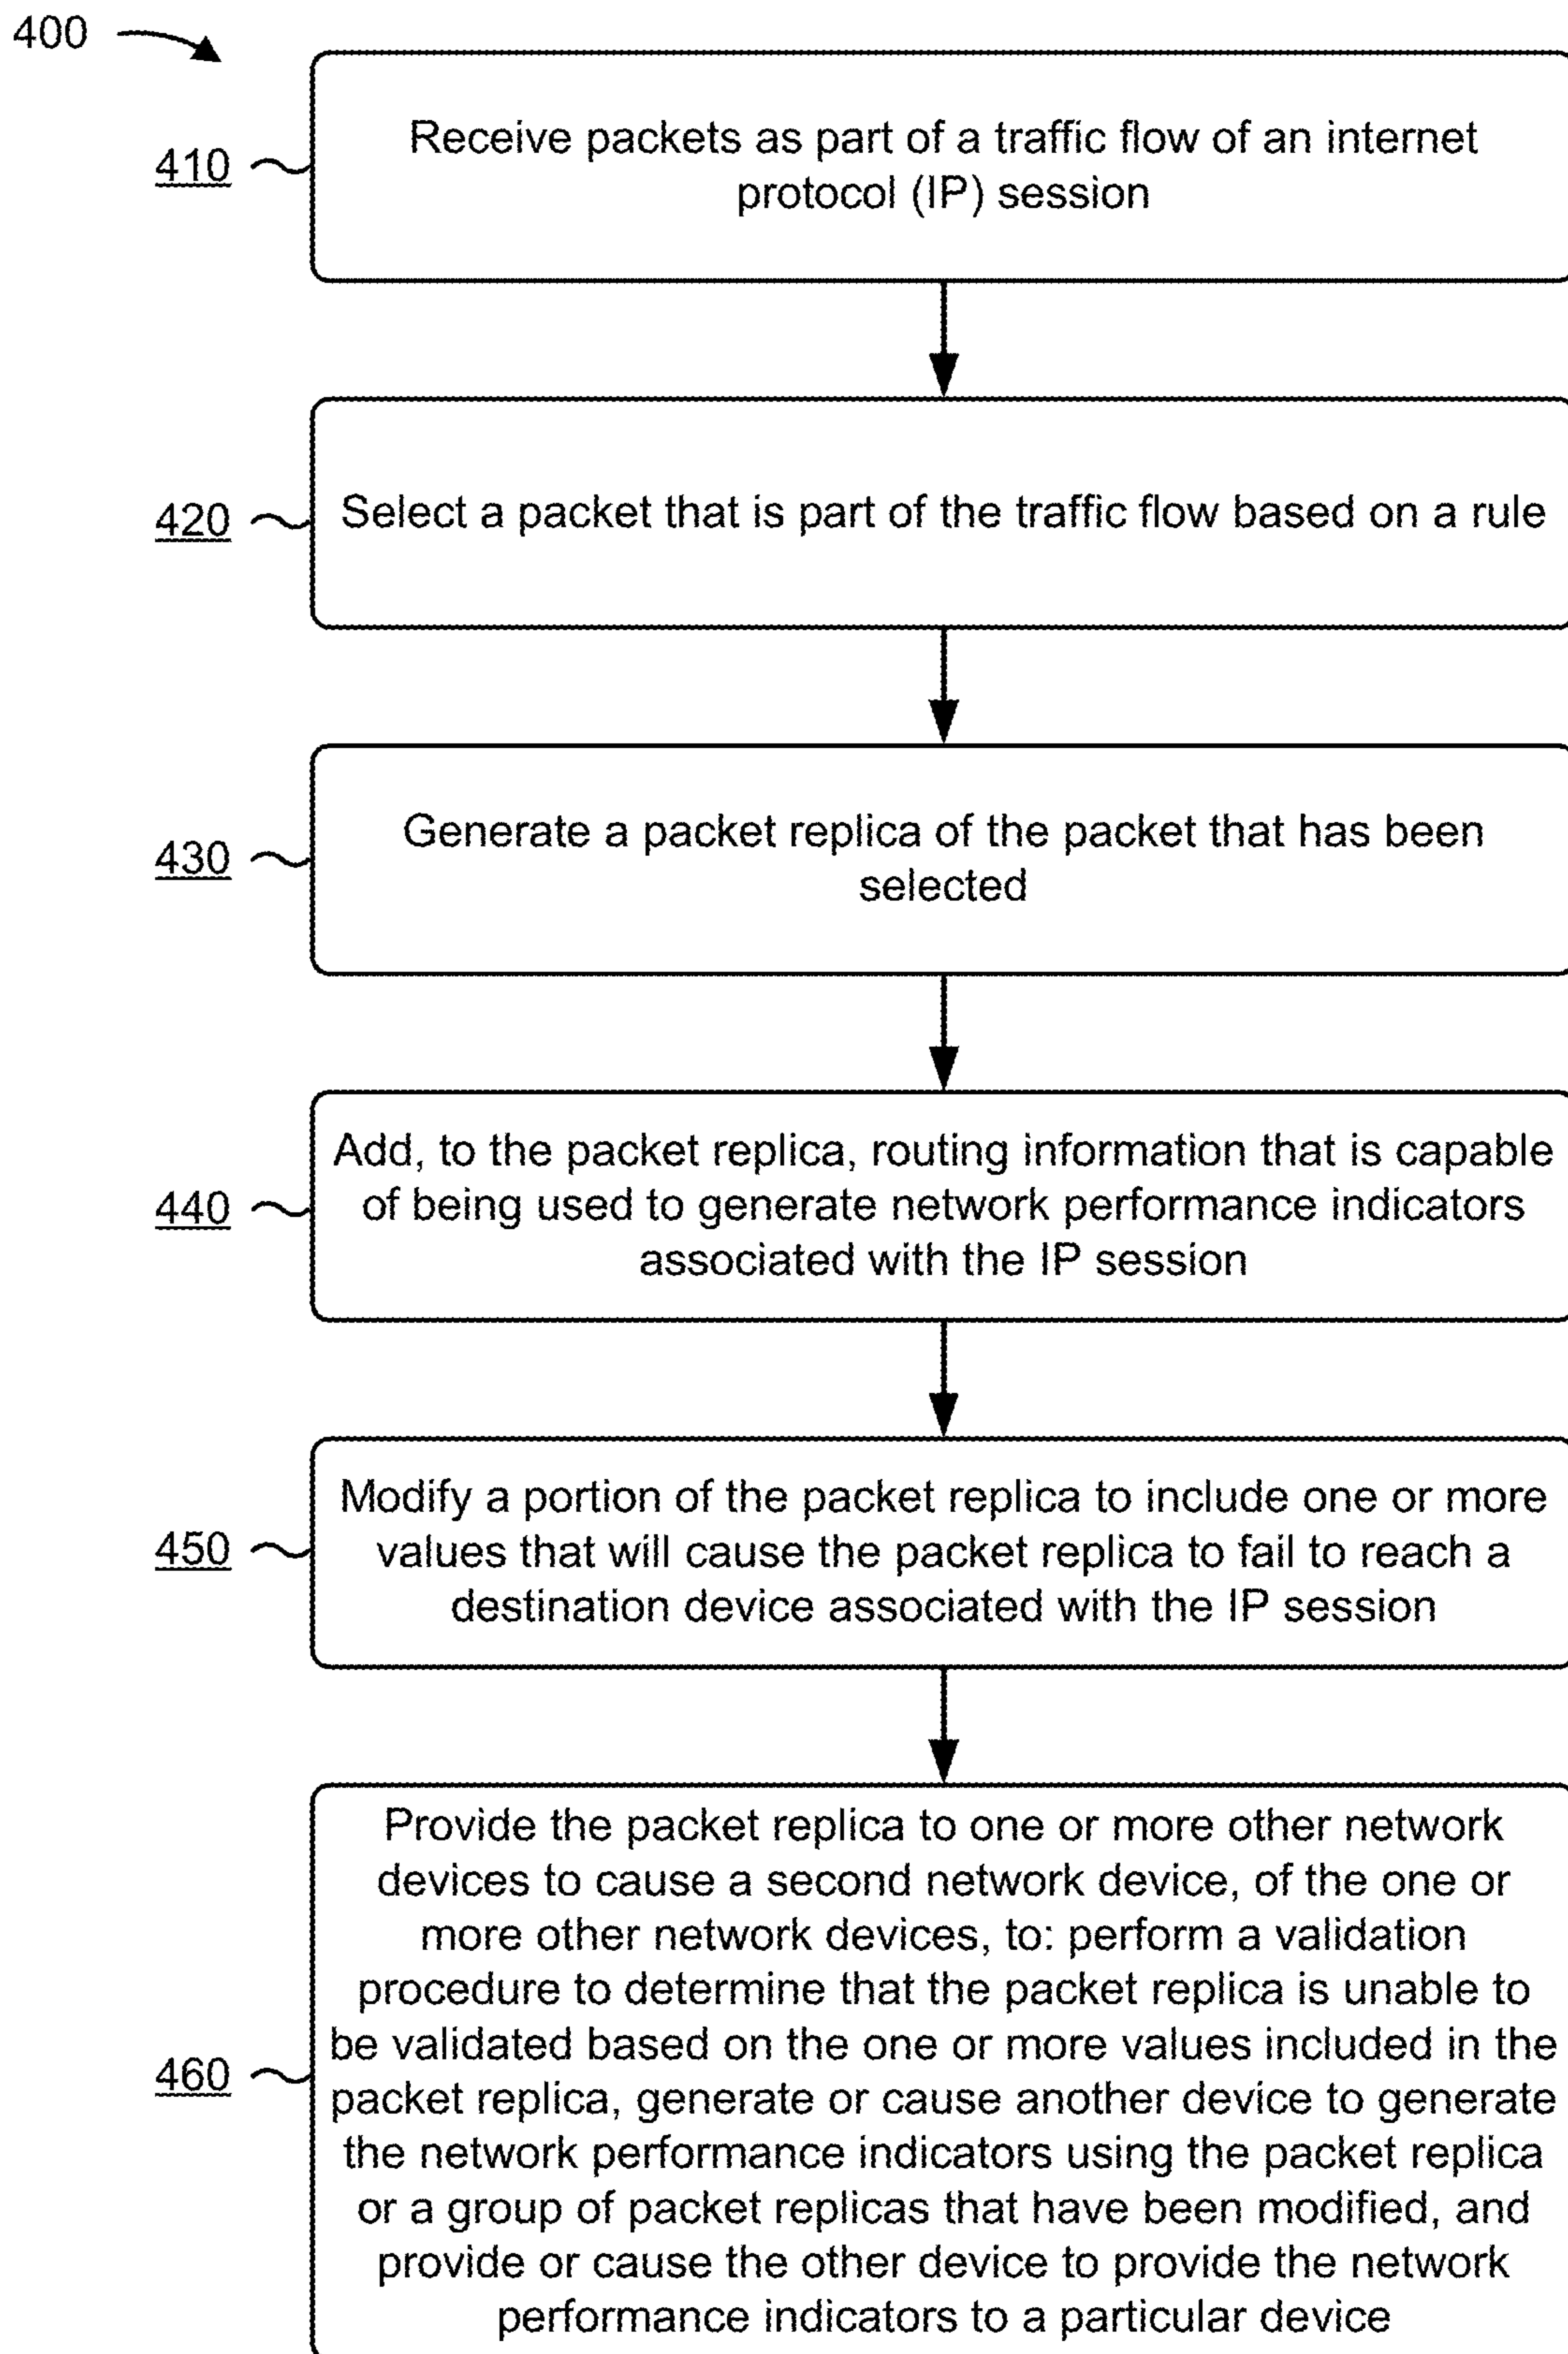 400
410
Receive packets as part of a traffic flow of an internet
protocol (IP) session
420
Select a packet that is part of the traffic flow based on a rule
430
Generate a packet replica of the packet that has been
selected
440
Add, to the packet replica, routing information that is capable
of being used to generate network performance indicators
associated with the IP session
450
Modify a portion of the packet replica to include one or more
values that will cause the packet replica to fail to reach a
destination device associated with the IP session
460
Provide the packet replica to one or more other network
devices to cause a second network device, of the one or
more other network devices, to: perform a validation
procedure to determine that the packet replica is unable to
be validated based on the one or more values included in the
packet replica, generate or cause another device to generate
the network performance indicators using the packet replica
or a group of packet replicas that have been modified, and
provide or cause the other device to provide the network
performance indicators to a particular device